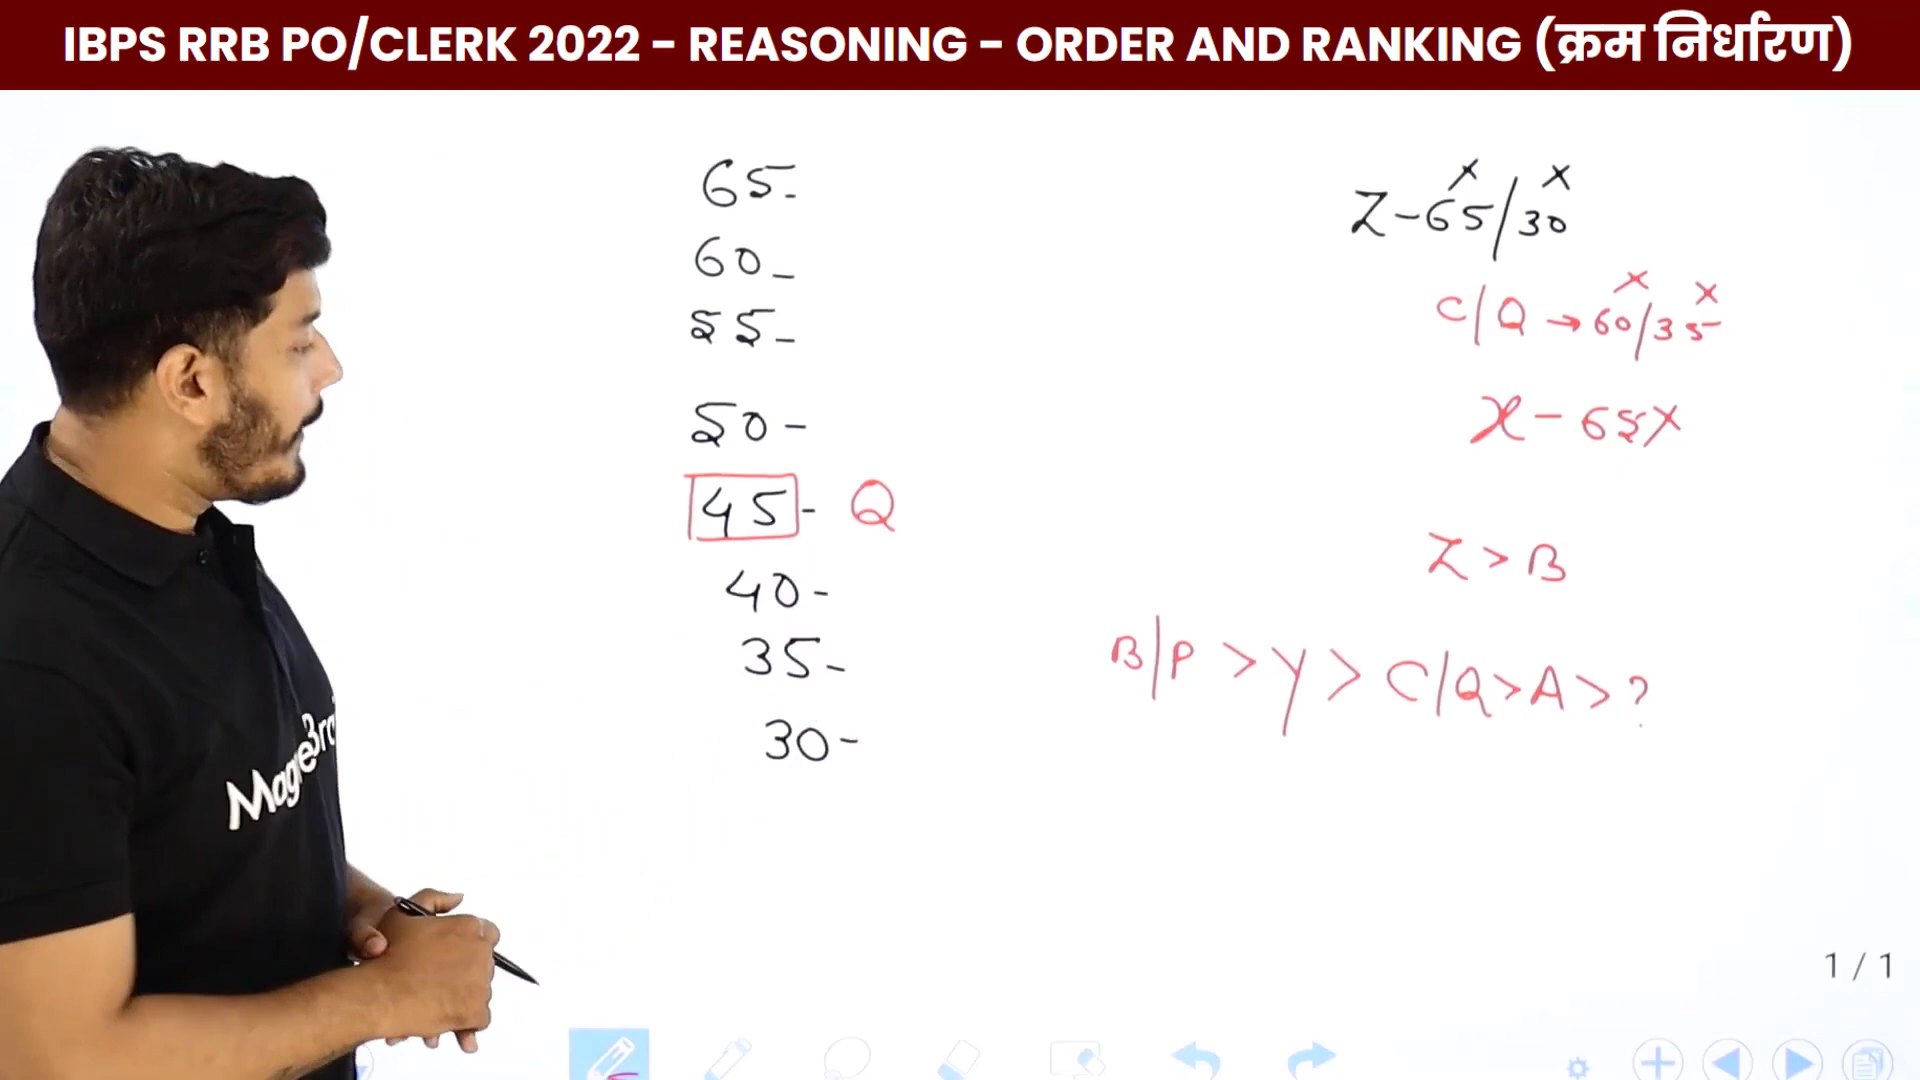 IBPS RRB PO/CLERK 2022 - REASONING - ORDER AND RANKING (क्रम निर्धारण)
65-
60-
55-
50-
45- Q
40-
35-
30-
Z-65/30
x x
C/Q → 60/35
x x
x - 65x
Z > B
B/P > Y > C/Q > A > ?
1 / 1